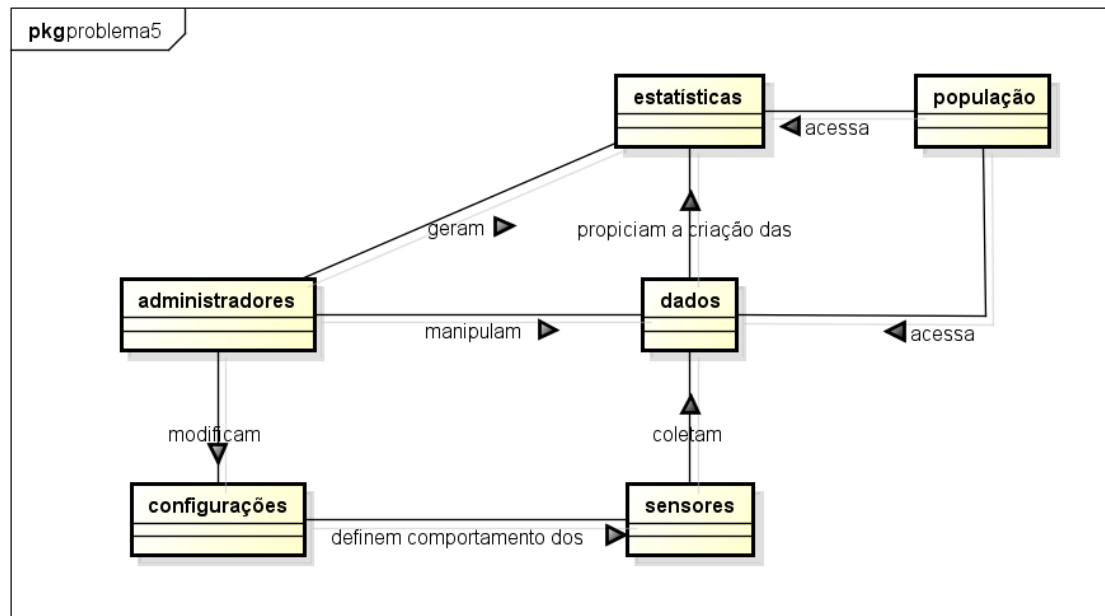 pkgproblema5
estatísticas
população
acessa
geram
propiciam a criação das
administradores
dados
manipulam
acessa
modificam
coletam
configurações
sensores
definem comportamento dos